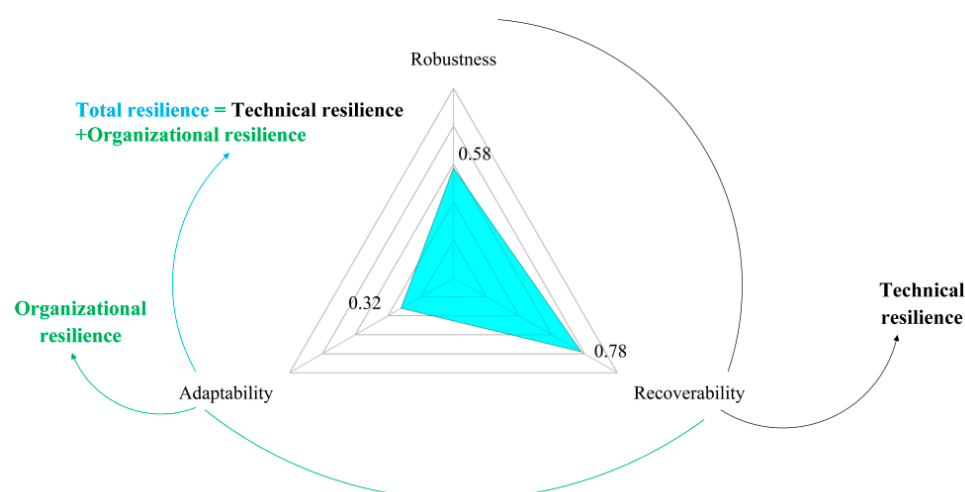 Robustness
Total resilience = Technical resilience
+Organizational resilience
0.58
Organizational
resilience
0.32
Technical
resilience
0.78
Adaptability
Recoverability